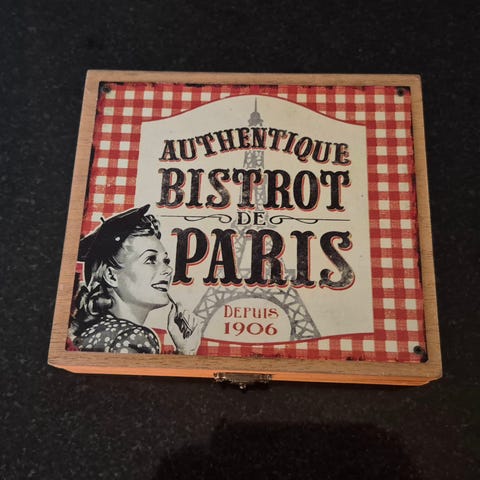 AUTHENTIQUE
BISTROT
DE
PARIS
DEPUIS
1906